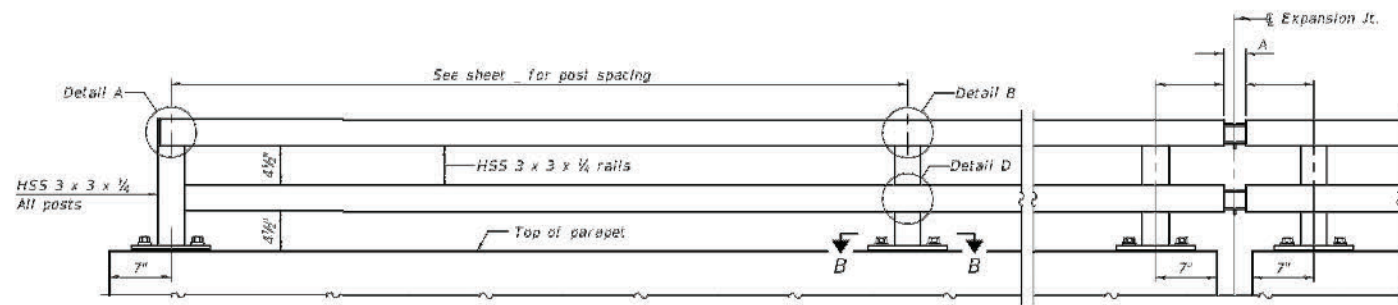 ℄ Expansion Jt.
A
See sheet _ for post spacing
Detail A
Detail B
4½"
HSS 3 x 3 x ¼ rails
Detail D
HSS 3 x 3 x ¼
All posts
4½"
Top of parapet
B
B
7"
7"
7"